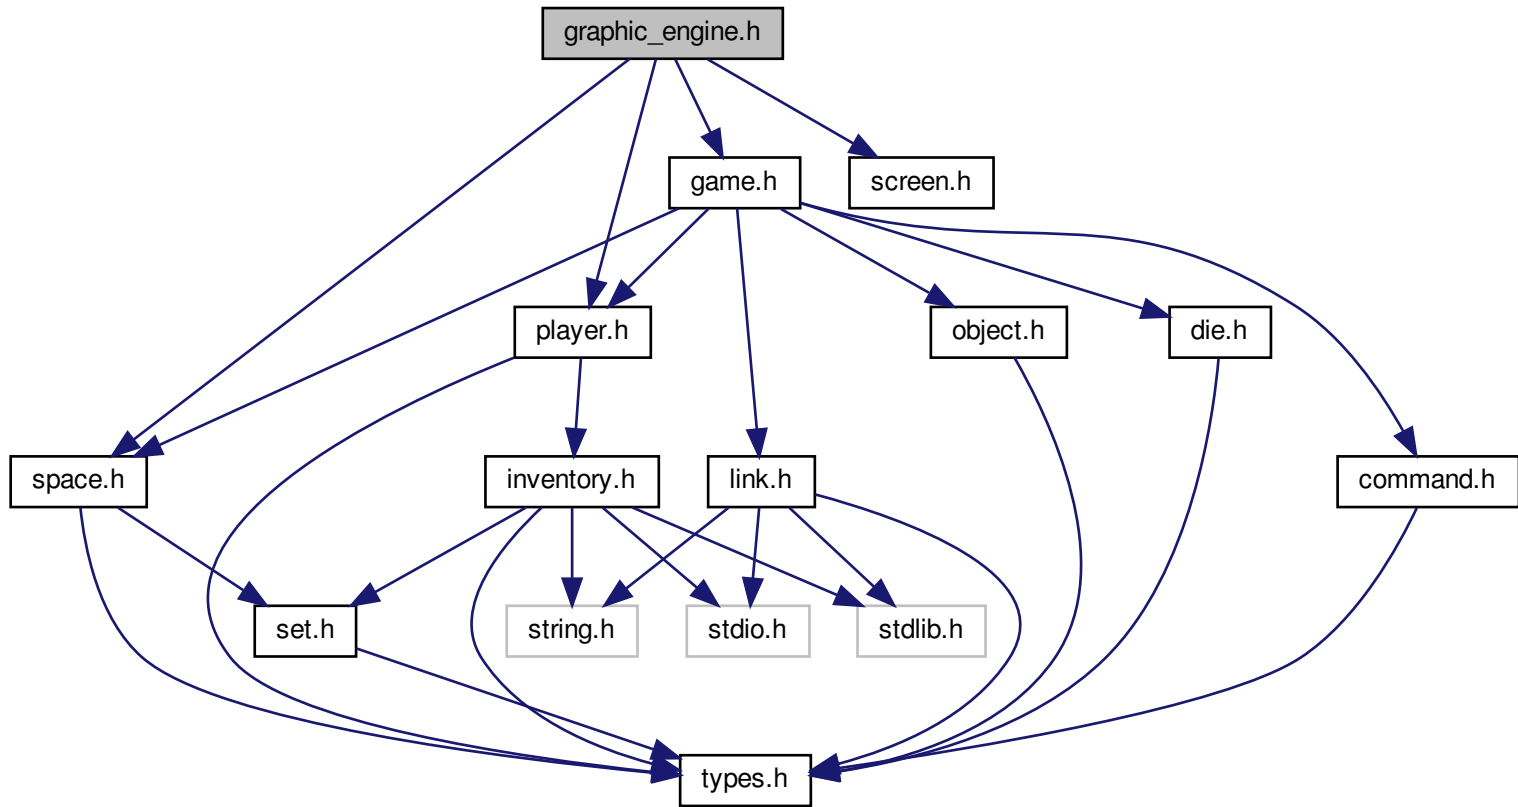 graphic_engine.h
game.h
screen.h
player.h
object.h
die.h
space.h
inventory.h
link.h
command.h
set.h
string.h
stdio.h
stdlib.h
types.h